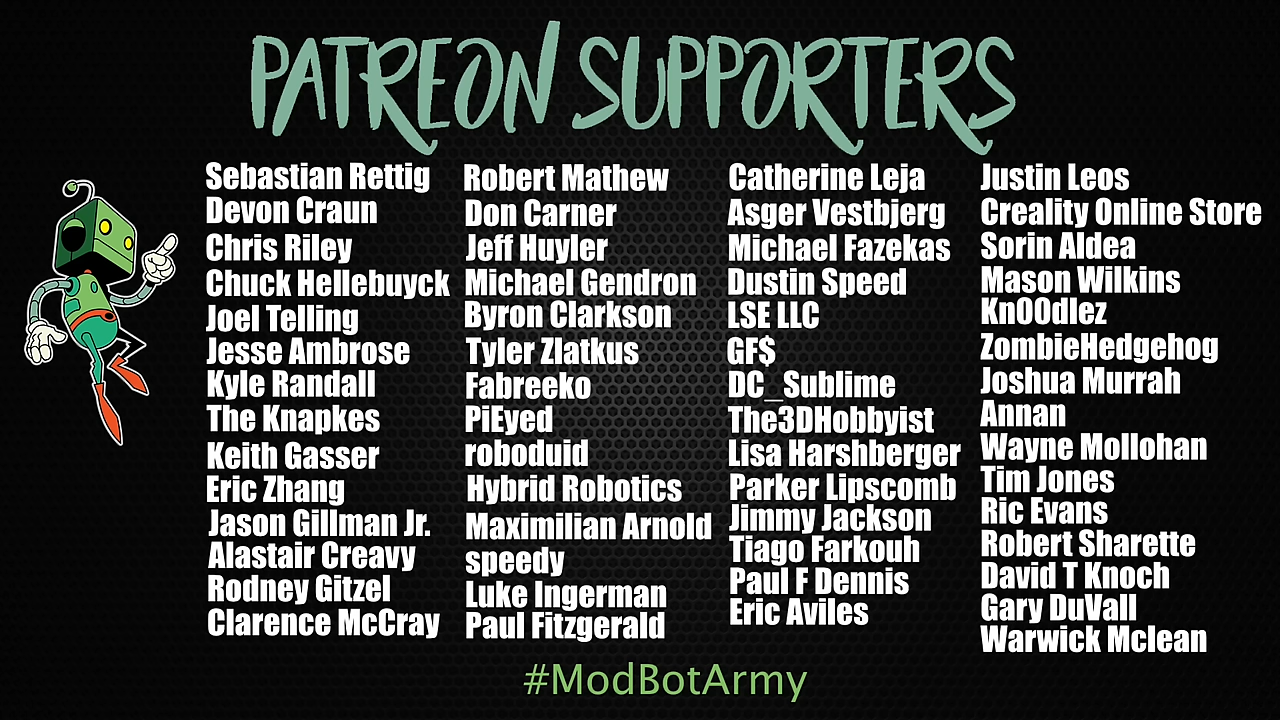 PATREON SUPPORTERS
Sebastian Rettig
Devon Craun
Chris Riley
Chuck Hellebuyck
Joel Telling
Jesse Ambrose
Kyle Randall
The Knapkes
Keith Gasser
Eric Zhang
Jason Gillman Jr.
Alastair Creavy
Rodney Gitzel
Clarence McCray
Robert Mathew
Don Carner
Jeff Huyler
Michael Gendron
Byron Clarkson
Tyler Zlatkus
Fabreeko
PiEyed
roboduid
Hybrid Robotics
Maximilian Arnold
speedy
Luke Ingerman
Paul Fitzgerald
Catherine Leja
Asger Vestbjerg
Michael Fazekas
Dustin Speed
LSE LLC
GF$
DC_Sublime
The3DHobbyist
Lisa Harshberger
Parker Lipscomb
Jimmy Jackson
Tiago Farkouh
Paul F Dennis
Eric Aviles
Justin Leos
Creality Online Store
Sorin Aldea
Mason Wilkins
Kn00dlez
ZombieHedgehog
Joshua Murrah
Annan
Wayne Mollohan
Tim Jones
Ric Evans
Robert Sharette
David T Knoch
Gary DuVall
Warwick Mclean
#ModBotArmy